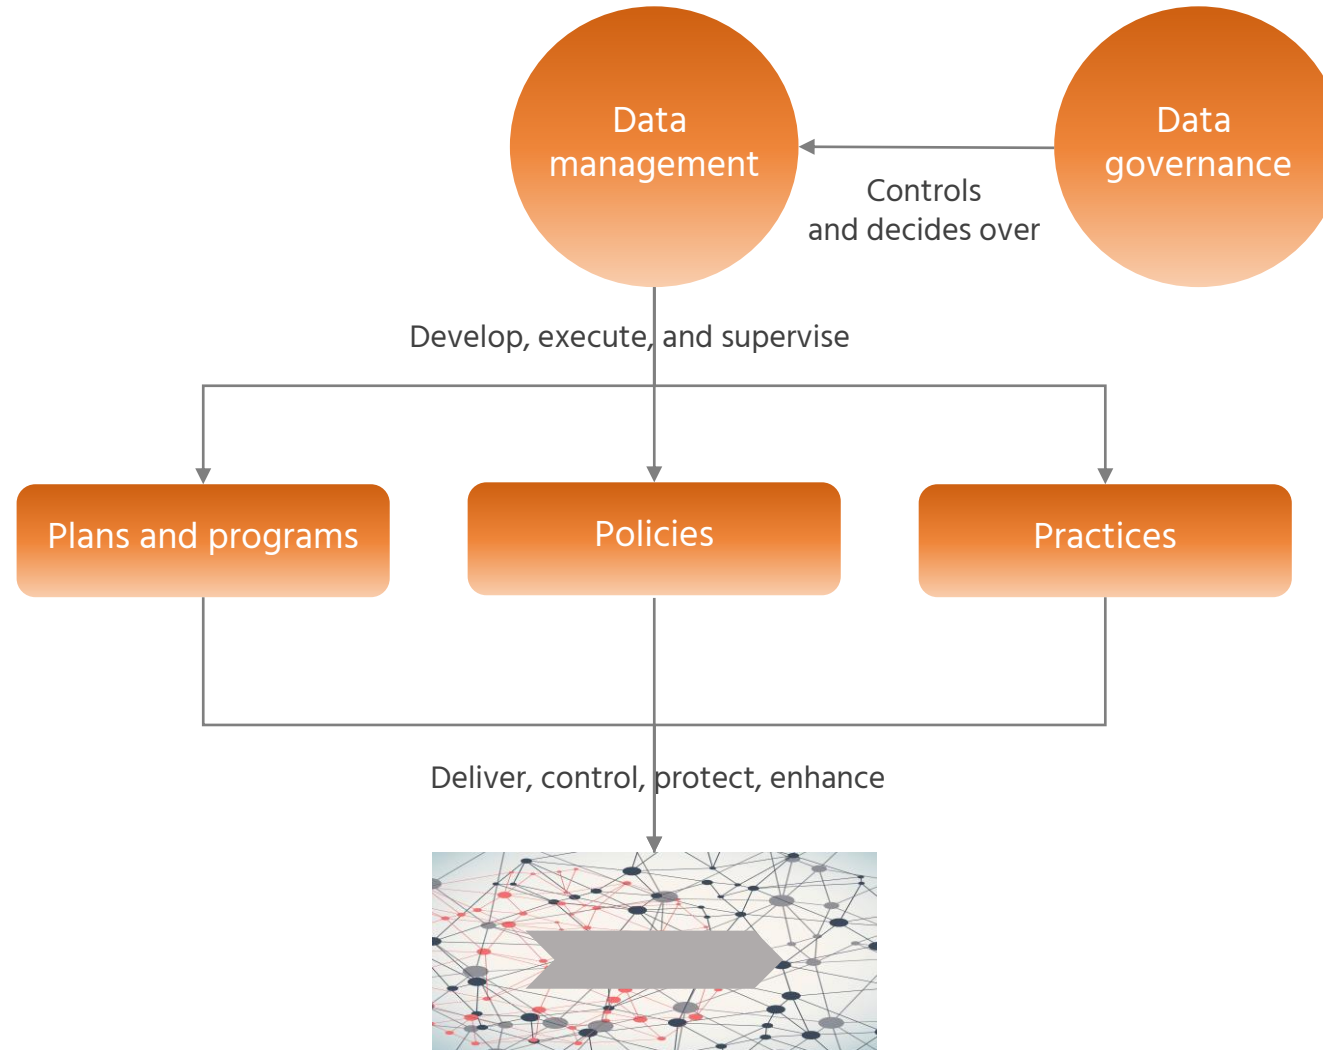 Data
management
Data
governance
Controls
and decides over
Develop, execute, and supervise
Plans and programs
Policies
Practices
Deliver, control, protect, enhance